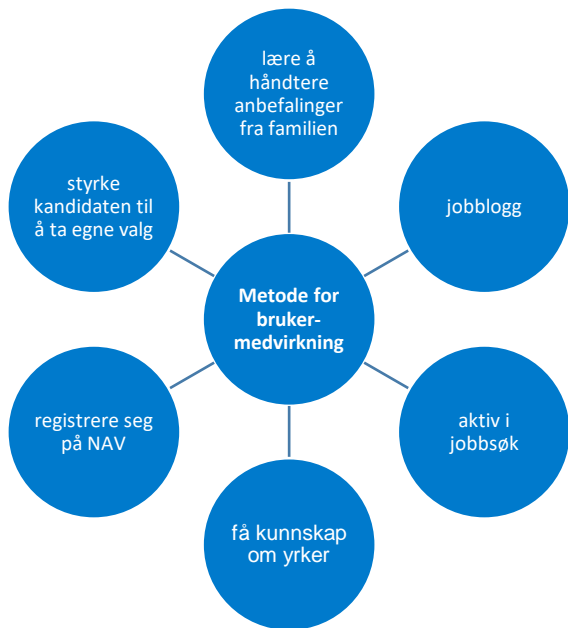 lære å
håndtere
anbefalinger
fra familien
styrke
kandidaten til
å ta egne valg
jobblogg
Metode for
bruker-
medvirkning
registrere seg
på NAV
aktiv i
jobbsøk
få kunnskap
om yrker